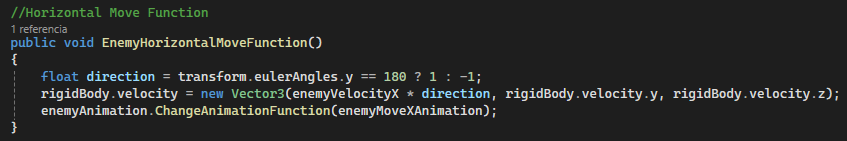 //Horizontal Move Function
1 referencia
public void EnemyHorizontalMoveFunction()
{
float direction = transform.eulerAngles.y == 180 ? 1 : -1;
rigidBody.velocity = new Vector3(enemyVelocityX * direction, rigidBody.velocity.y, rigidBody.velocity.z);
enemyAnimation.ChangeAnimationFunction(enemyMoveXAnimation);
}